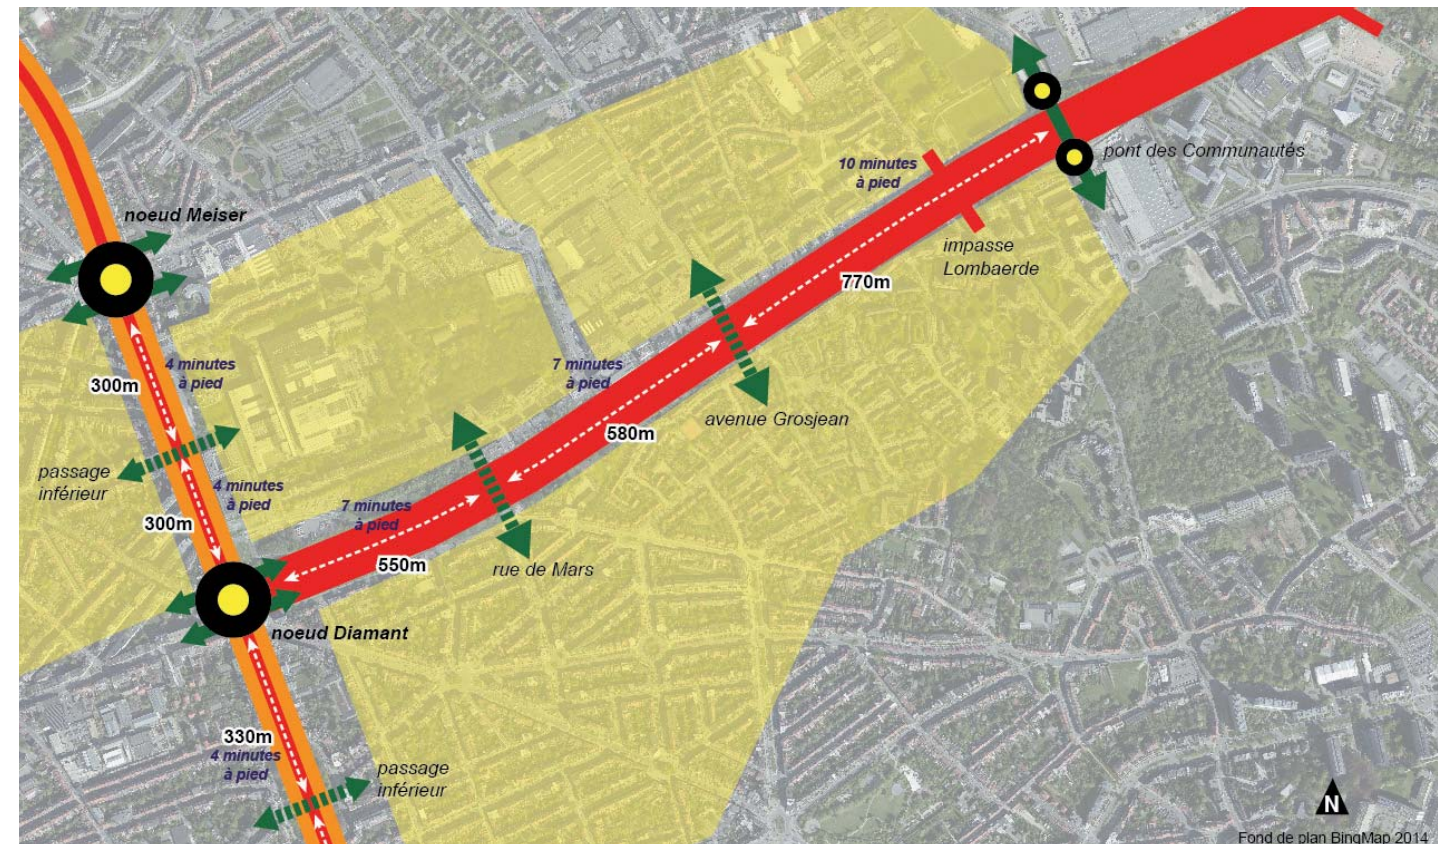 noeud Meiser
10 minutes
à pied
pont des Communautés
impasse
Lombaerde
770m
4 minutes
à pied
300m
7 minutes
à pied
avenue Grosjean
580m
passage
inférieur
4 minutes
à pied
300m
7 minutes
à pied
550m
rue de Mars
noeud Diamant
330m
4 minutes
à pied
passage
inférieur
N
Fond de plan BingMap 2014